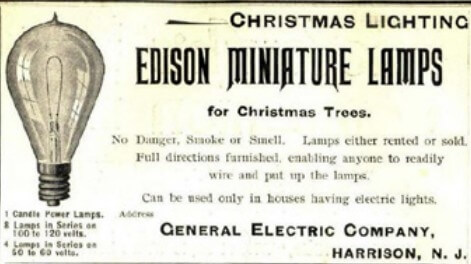 CHRISTMAS LIGHTING
EDISON MINIATURE LAMPS
for Christmas Trees.
No Danger, Smoke or Smell. Lamps either rented or sold.
Full directions furnished, enabling anyone to readily
wire and put up the lamps.
Can be used only in houses having electric lights.
1 Candle Power Lamps.
8 Lamps in Series on
100 to 120 volts.
4 Lamps in Series on
50 to 60 volts.
Address
GENERAL ELECTRIC COMPANY,
HARRISON, N. J.